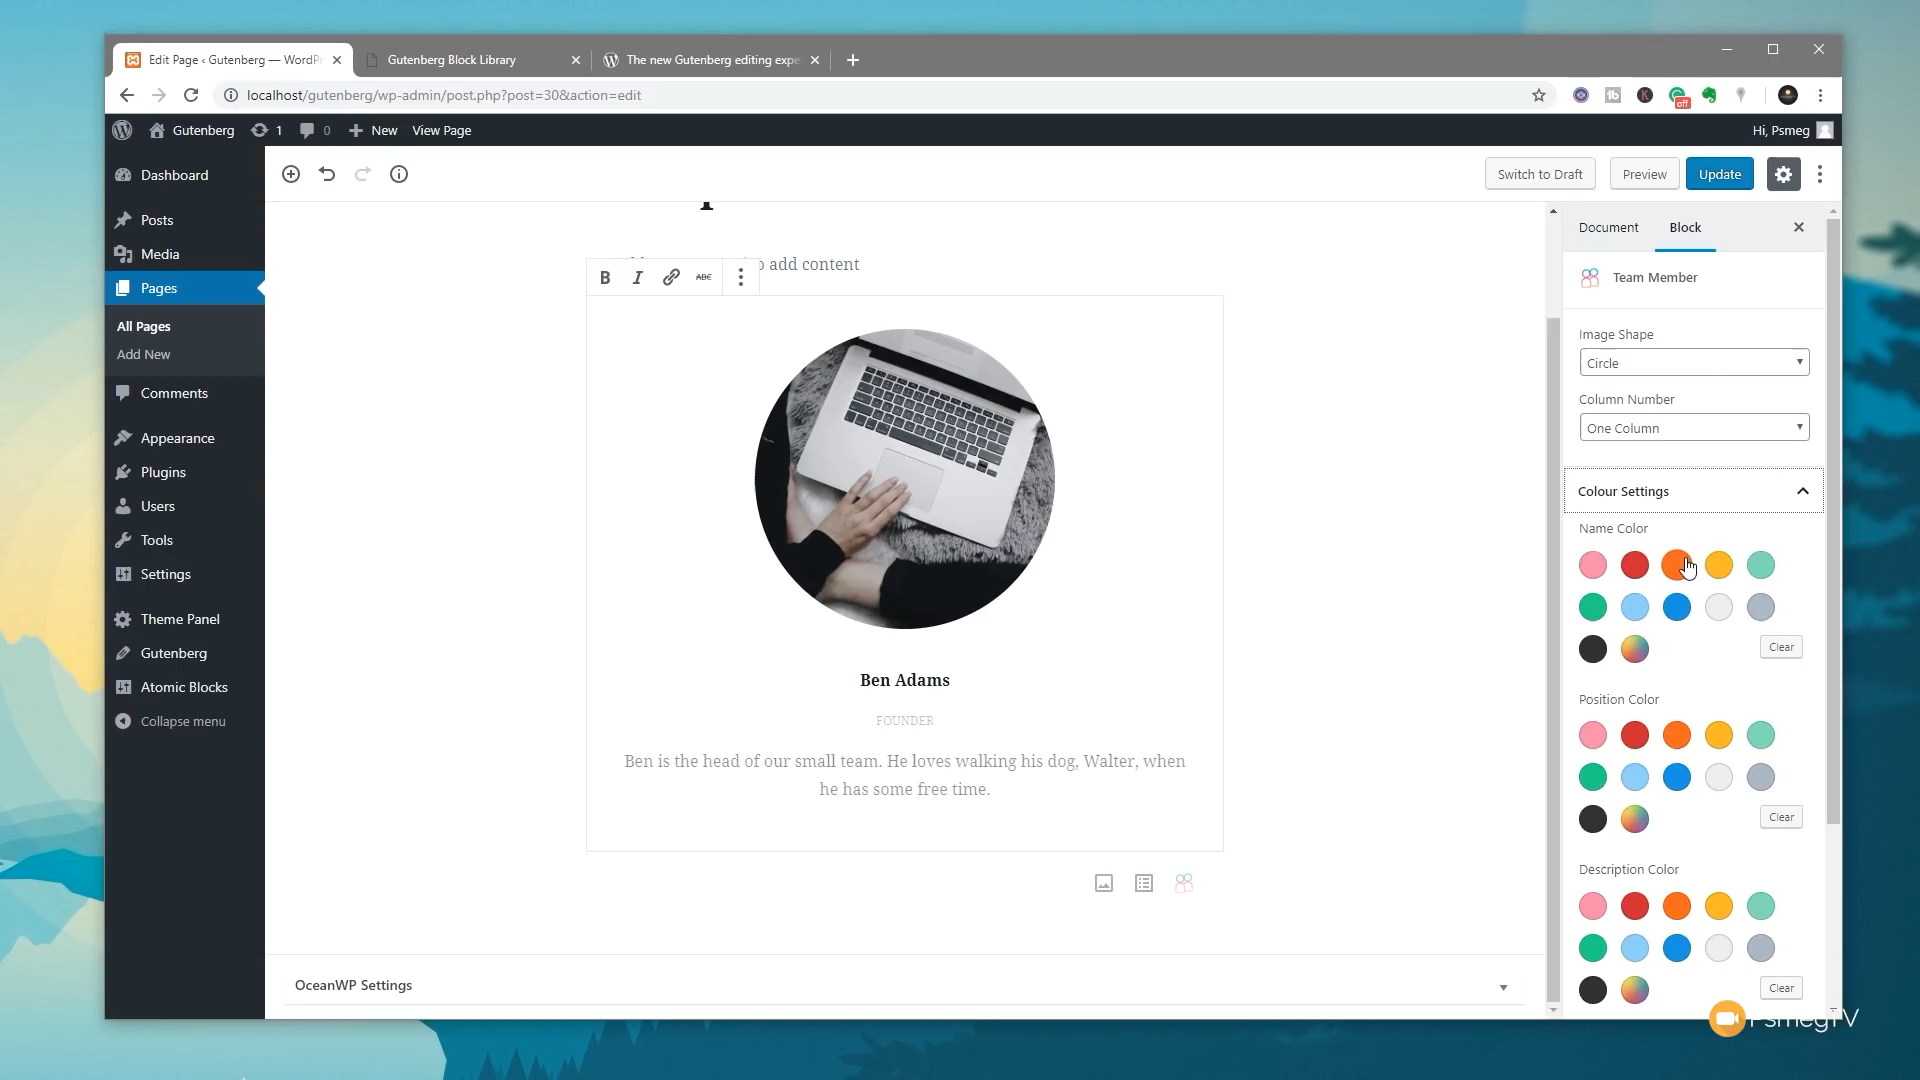 Edit Page ‹ Gutenberg — WordP
Gutenberg Block Library
The new Gutenberg editing expe
localhost/gutenberg/wp-admin/post.php?post=30&action=edit
off
Gutenberg
1
0
New
View Page
Hi, Psmeg
Dashboard
Posts
Media
Pages
All Pages
Add New
Comments
Appearance
Plugins
Users
Tools
Settings
Theme Panel
Gutenberg
Atomic Blocks
Collapse menu
Switch to Draft
Preview
Update
add content
B
I
ABC
Ben Adams
FOUNDER
Ben is the head of our small team. He loves walking his dog, Walter, when
he has some free time.
OceanWP Settings
Document
Block
Team Member
Image Shape
Circle
Column Number
One Column
Colour Settings
Name Color
Clear
Position Color
Clear
Description Color
Clear
PsmegTV